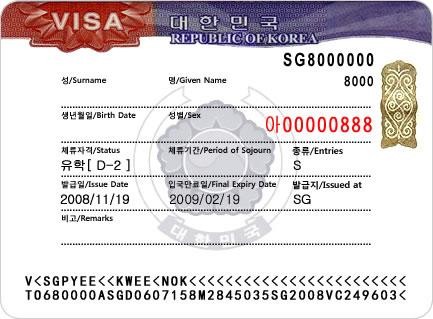 VISA 대한민국
REPUBLIC OF KOREA
SG8000000
성/Surname 명/Given Name 8000
생년월일/Birth Date 성별/Sex
아00000888
체류자격/Status 체류기간/Period of Sojourn 종류/Entries
유학[ D-2 ] S
발급일/Issue Date 입국만료일/Final Expiry Date 발급지/Issued at
2008/11/19 2009/02/19 SG
비고/Remarks
대한민국
V<SGPYEE<<KWEE<NOK<<<<<<<<<<<<<<<<<<<<<<<<<<
TO680000ASGD0607158M2845035SG2008VC249603<